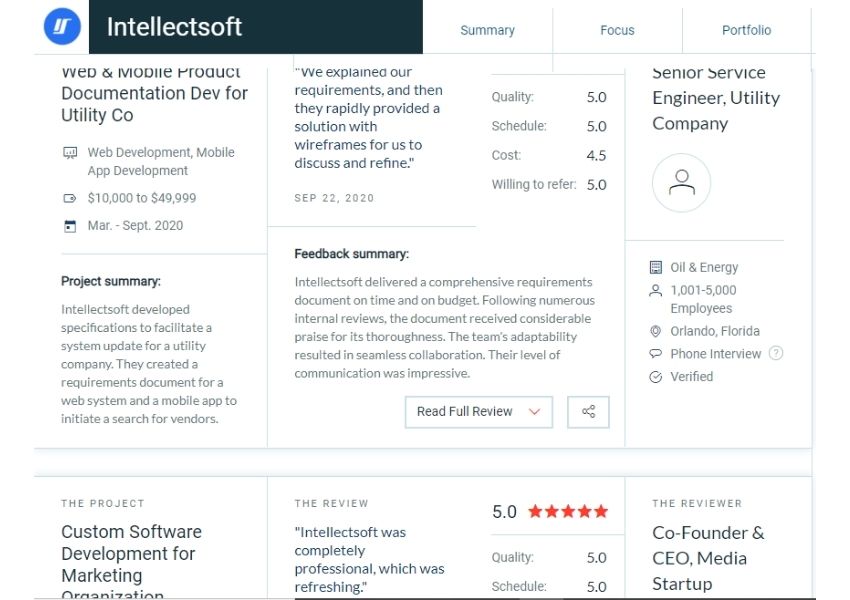 Intellectsoft
Summary
Focus
Portfolio
Web & Mobile Product
Documentation Dev for
Utility Co
Web Development, Mobile
App Development
$10,000 to $49,999
Mar. - Sept. 2020
Project summary:
Intellectsoft developed
specifications to facilitate a
system update for a utility
company. They created a
requirements document for a
web system and a mobile app to
initiate a search for vendors.
"We explained our
requirements, and then
they rapidly provided a
solution with
wireframes for us to
discuss and refine."
SEP 22, 2020
Quality: 5.0
Schedule: 5.0
Cost: 4.5
Willing to refer: 5.0
Feedback summary:
Intellectsoft delivered a comprehensive requirements
document on time and on budget. Following numerous
internal reviews, the document received considerable
praise for its thoroughness. The team's adaptability
resulted in seamless collaboration. Their level of
communication was impressive.
Read Full Review
Senior Service
Engineer, Utility
Company
Oil & Energy
1,001-5,000
Employees
Orlando, Florida
Phone Interview ?
Verified
THE PROJECT
Custom Software
Development for
Marketing
Organization
THE REVIEW
"Intellectsoft was
completely
professional, which was
refreshing."
5.0
Quality: 5.0
Schedule: 5.0
THE REVIEWER
Co-Founder &
CEO, Media
Startup